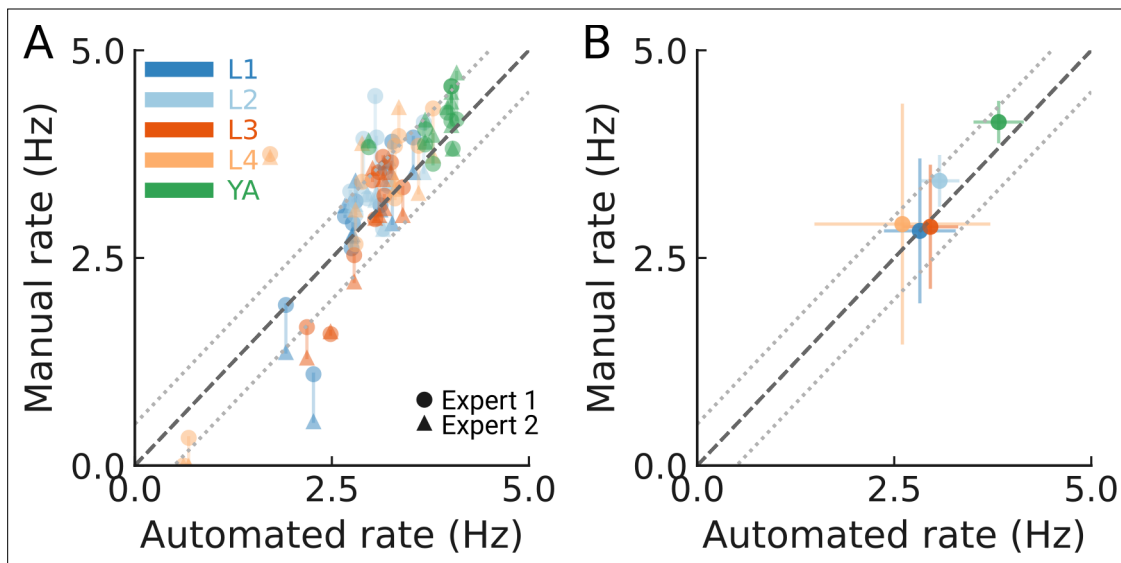 A
5.0
Manual rate (Hz)
2.5
0.0
L1
L2
L3
L4
YA
● Expert 1
▲ Expert 2
0.0 2.5 5.0
Automated rate (Hz)
B
5.0
Manual rate (Hz)
2.5
0.0
0.0 2.5 5.0
Automated rate (Hz)